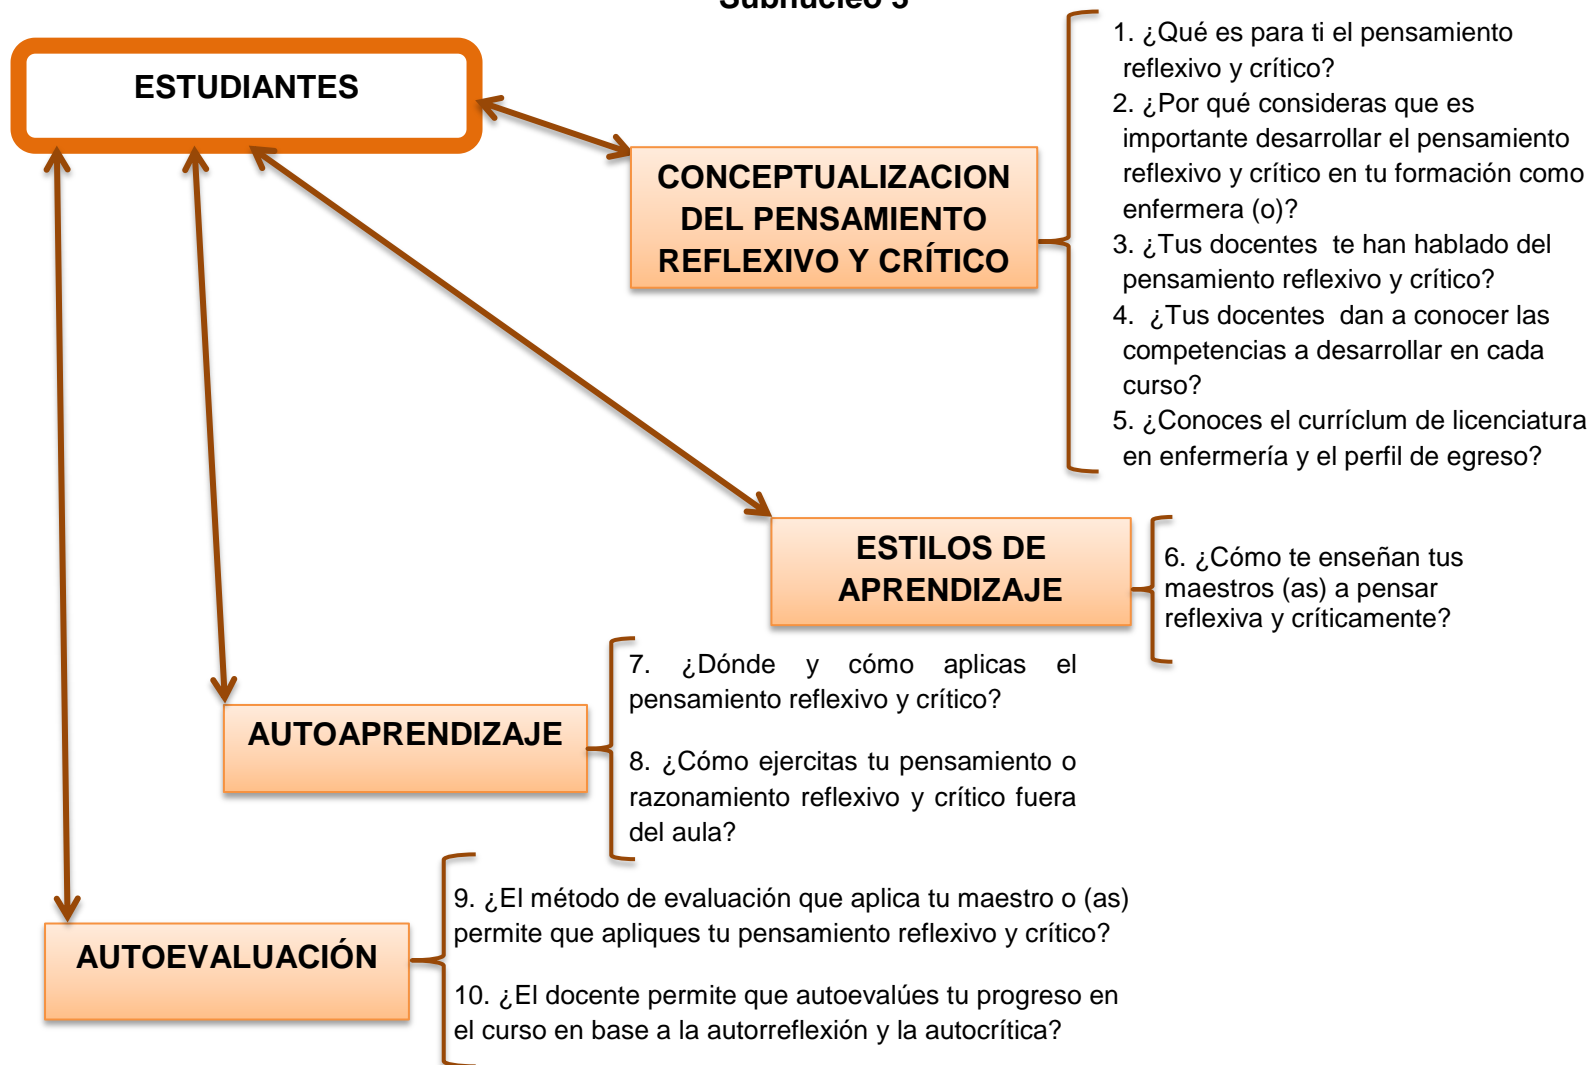 Subnúcleo 3
ESTUDIANTES
CONCEPTUALIZACION
DEL PENSAMIENTO
REFLEXIVO Y CRÍTICO
1. ¿Qué es para ti el pensamiento
reflexivo y crítico?
2. ¿Por qué consideras que es
importante desarrollar el pensamiento
reflexivo y crítico en tu formación como
enfermera (o)?
3. ¿Tus docentes te han hablado del
pensamiento reflexivo y crítico?
4. ¿Tus docentes dan a conocer las
competencias a desarrollar en cada
curso?
5. ¿Conoces el curríclum de licenciatura
en enfermería y el perfil de egreso?
ESTILOS DE
APRENDIZAJE
6. ¿Cómo te enseñan tus
maestros (as) a pensar
reflexiva y críticamente?
AUTOAPRENDIZAJE
7. ¿Dónde y cómo aplicas el
pensamiento reflexivo y crítico?
8. ¿Cómo ejercitas tu pensamiento o
razonamiento reflexivo y crítico fuera
del aula?
AUTOEVALUACIÓN
9. ¿El método de evaluación que aplica tu maestro o (as)
permite que apliques tu pensamiento reflexivo y crítico?
10. ¿El docente permite que autoevalúes tu progreso en
el curso en base a la autorreflexión y la autocrítica?